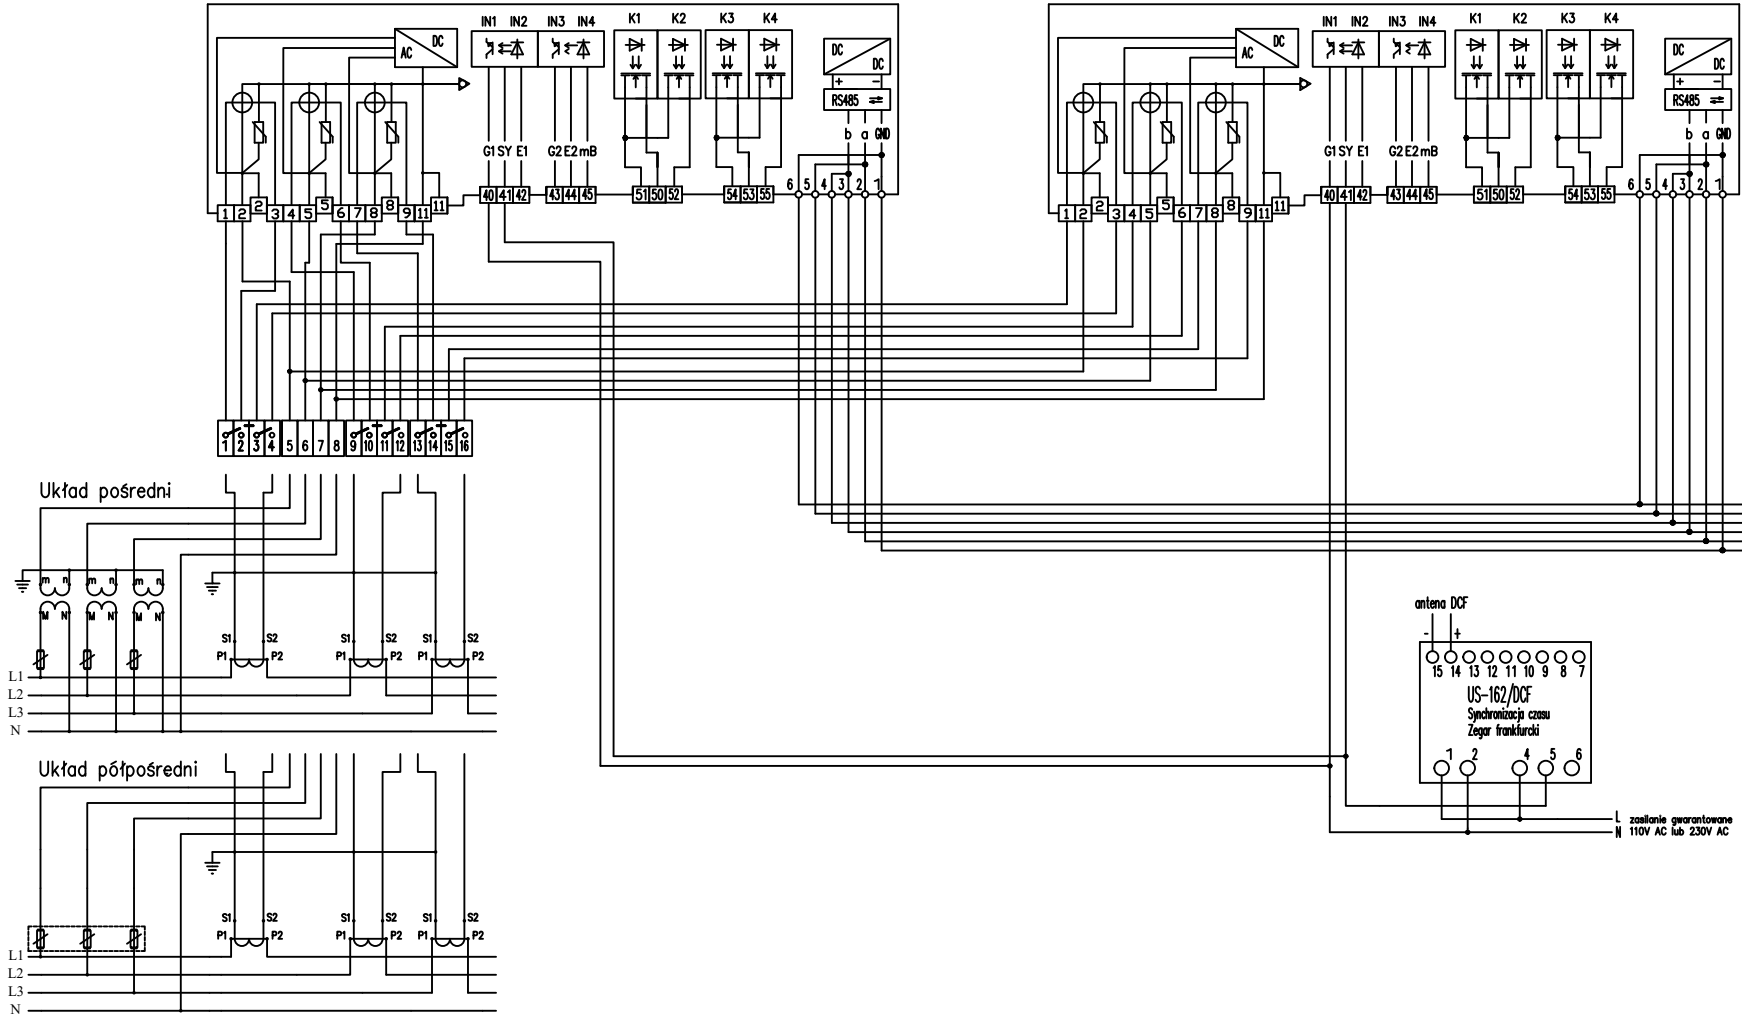 IN1 IN2 IN3 IN4 K1 K2 K3 K4
DC
AC
DC
DC
+ −
RS485
b a GND
G1 SY E1 G2 E2 mB
6 5 4 3 2 1
40 41 42 43 44 45 51 50 52 54 53 55
2 5 8 11
1 2 3 4 5 6 7 8 9 11
IN1 IN2 IN3 IN4 K1 K2 K3 K4
DC
AC
DC
DC
+ −
RS485
b a GND
G1 SY E1 G2 E2 mB
6 5 4 3 2 1
40 41 42 43 44 45 51 50 52 54 53 55
2 5 8 11
1 2 3 4 5 6 7 8 9 11
1 2 3 4 5 6 7 8 9 10 11 12 13 14 15 16
Układ pośredni
m n m n m n
M N M N M N
S1 S2 S1 S2 S1 S2
P1 P2 P1 P2 P1 P2
L1
L2
L3
N
Układ półpośredni
S1 S2 S1 S2 S1 S2
P1 P2 P1 P2 P1 P2
L1
L2
L3
N
antena DCF
- +
15 14 13 12 11 10 9 8 7
US-162/DCF
Synchronizacja czasu
Zegar frankfurcki
1 2 4 5 6
L zasilanie gwarantowane
N 110V AC lub 230V AC